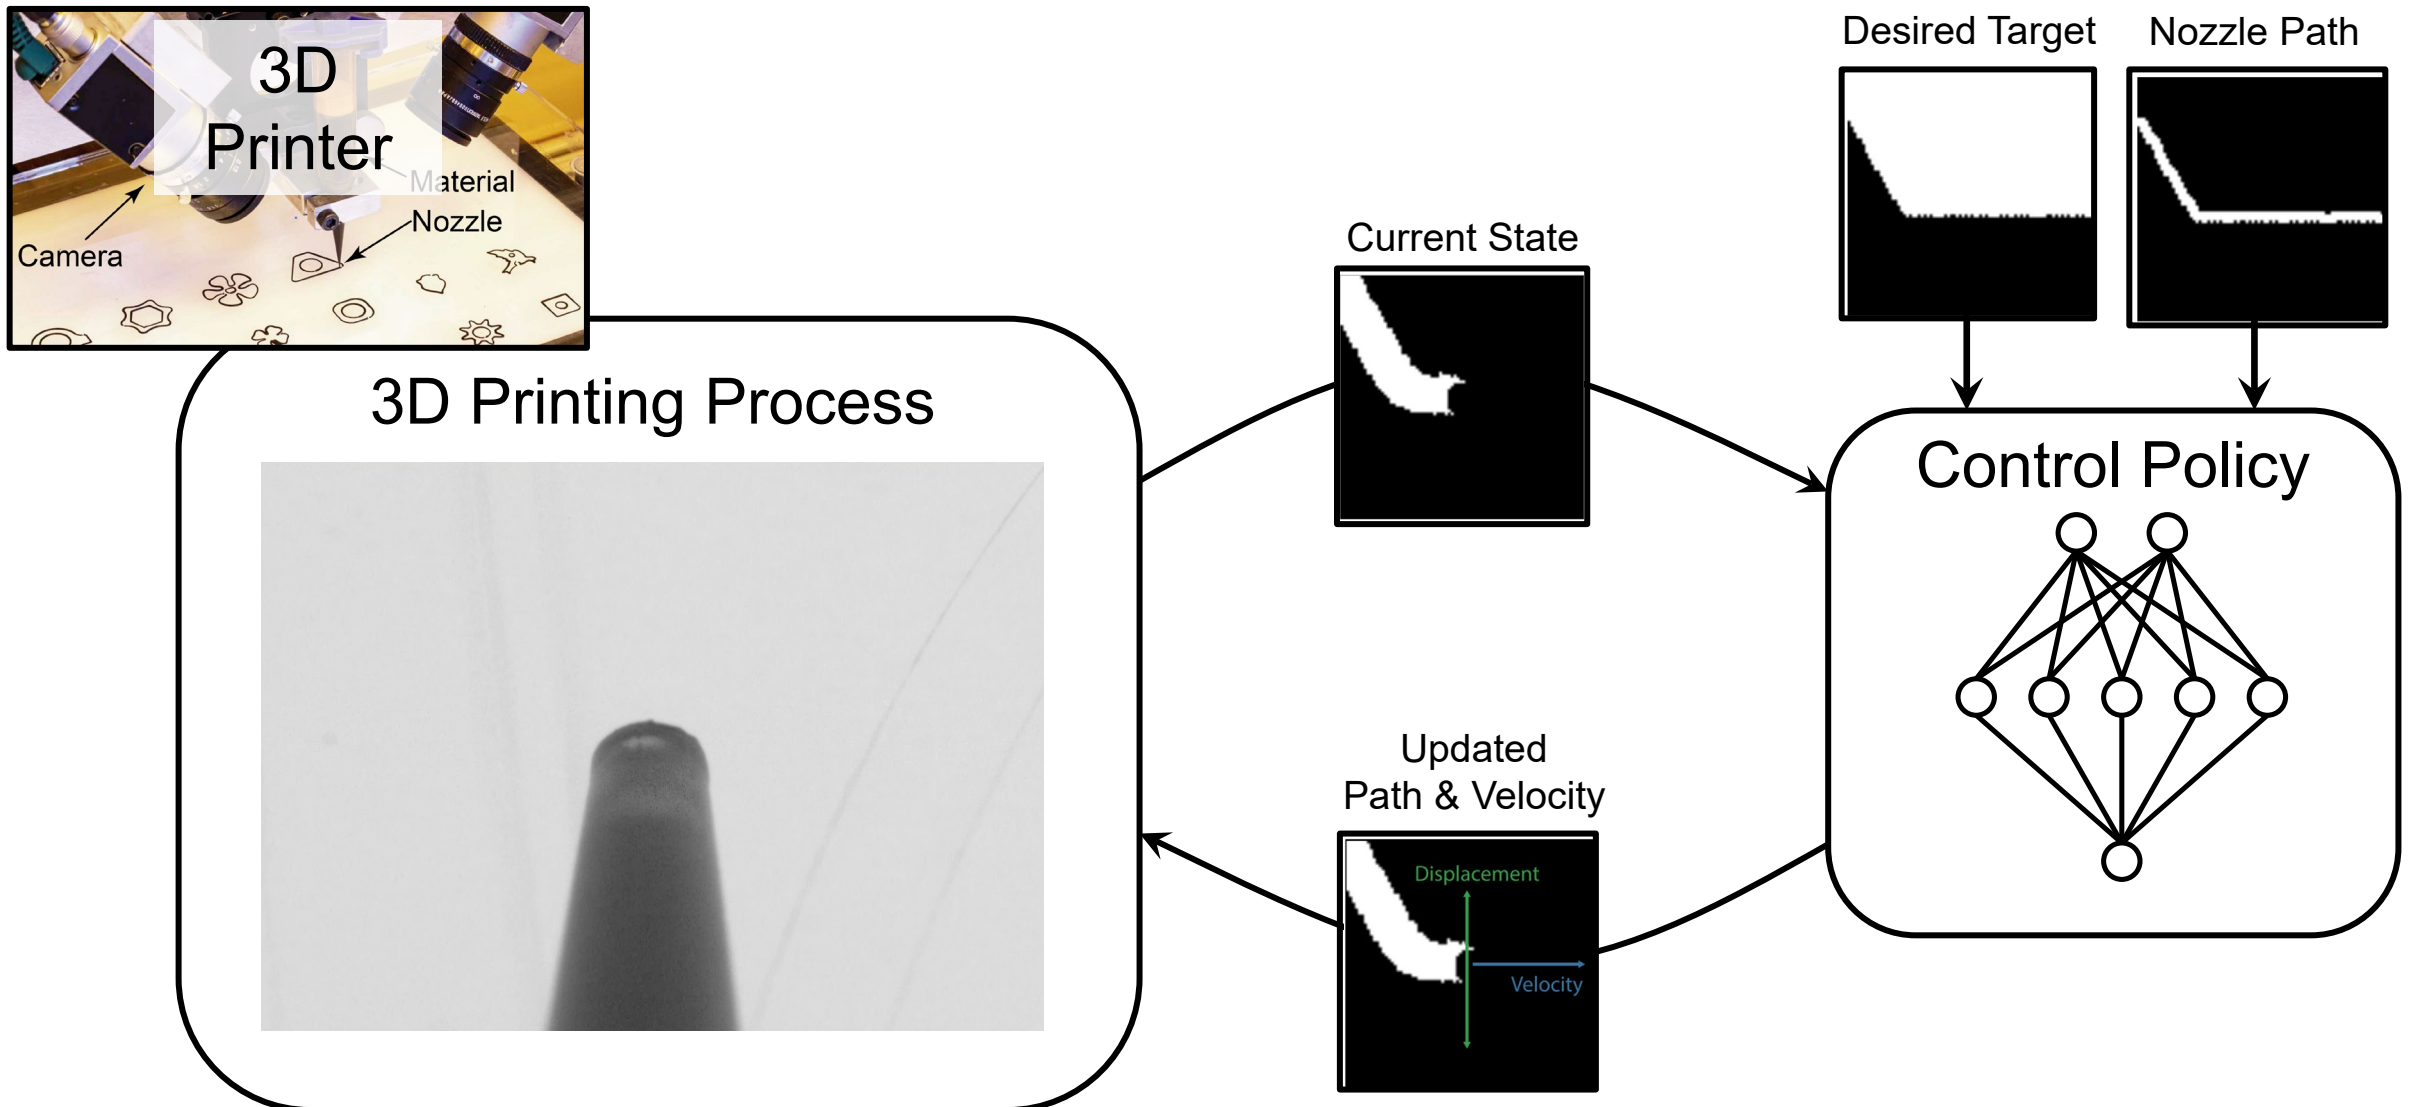 3D
Printer
Material
Nozzle
Camera
3D Printing Process
Current State
Updated
Path & Velocity
Displacement
Velocity
Desired Target
Nozzle Path
Control Policy